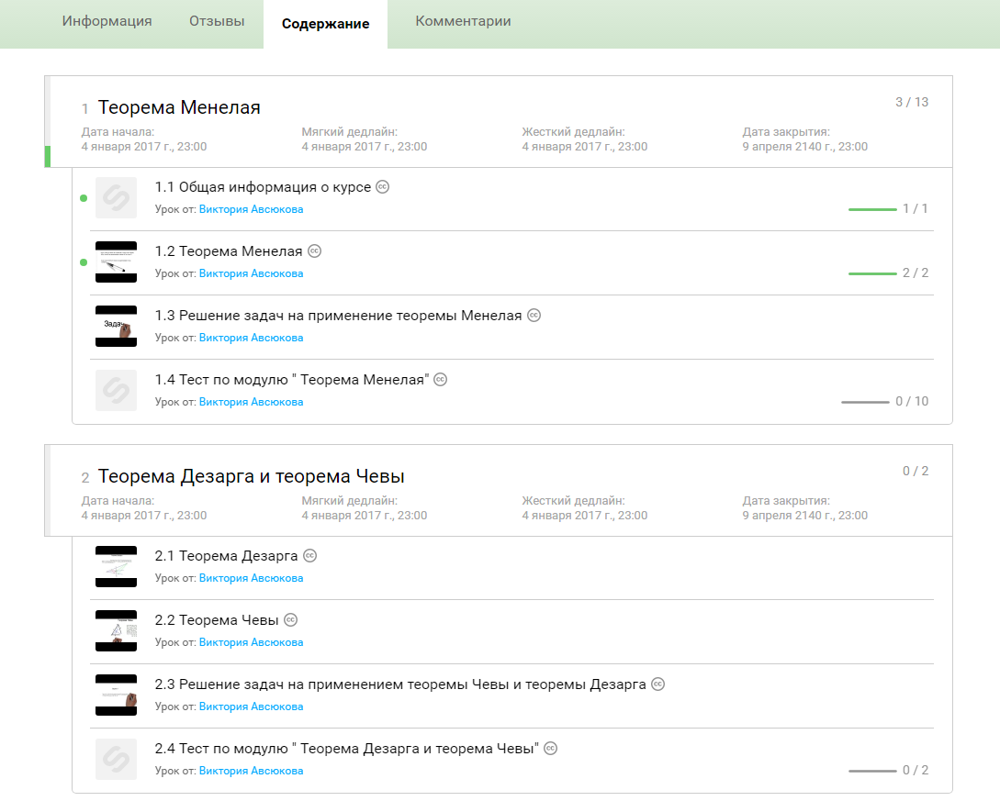 Информация Отзывы Содержание Комментарии
1 Теорема Менелая 3 / 13
Дата начала: Мягкий дедлайн: Жесткий дедлайн: Дата закрытия:
4 января 2017 г., 23:00 4 января 2017 г., 23:00 4 января 2017 г., 23:00 9 апреля 2140 г., 23:00
1.1 Общая информация о курсе cc
Урок от: Виктория Авсюкова 1 / 1
1.2 Теорема Менелая cc
Урок от: Виктория Авсюкова 2 / 2
Задач
1.3 Решение задач на применение теоремы Менелая cc
Урок от: Виктория Авсюкова
1.4 Тест по модулю " Теорема Менелая" cc
Урок от: Виктория Авсюкова 0 / 10
2 Теорема Дезарга и теорема Чевы 0 / 2
Дата начала: Мягкий дедлайн: Жесткий дедлайн: Дата закрытия:
4 января 2017 г., 23:00 4 января 2017 г., 23:00 4 января 2017 г., 23:00 9 апреля 2140 г., 23:00
2.1 Теорема Дезарга cc
Урок от: Виктория Авсюкова
2.2 Теорема Чевы cc
Урок от: Виктория Авсюкова
2.3 Решение задач на применением теоремы Чевы и теоремы Дезарга cc
Урок от: Виктория Авсюкова
2.4 Тест по модулю " Теорема Дезарга и теорема Чевы" cc
Урок от: Виктория Авсюкова 0 / 2